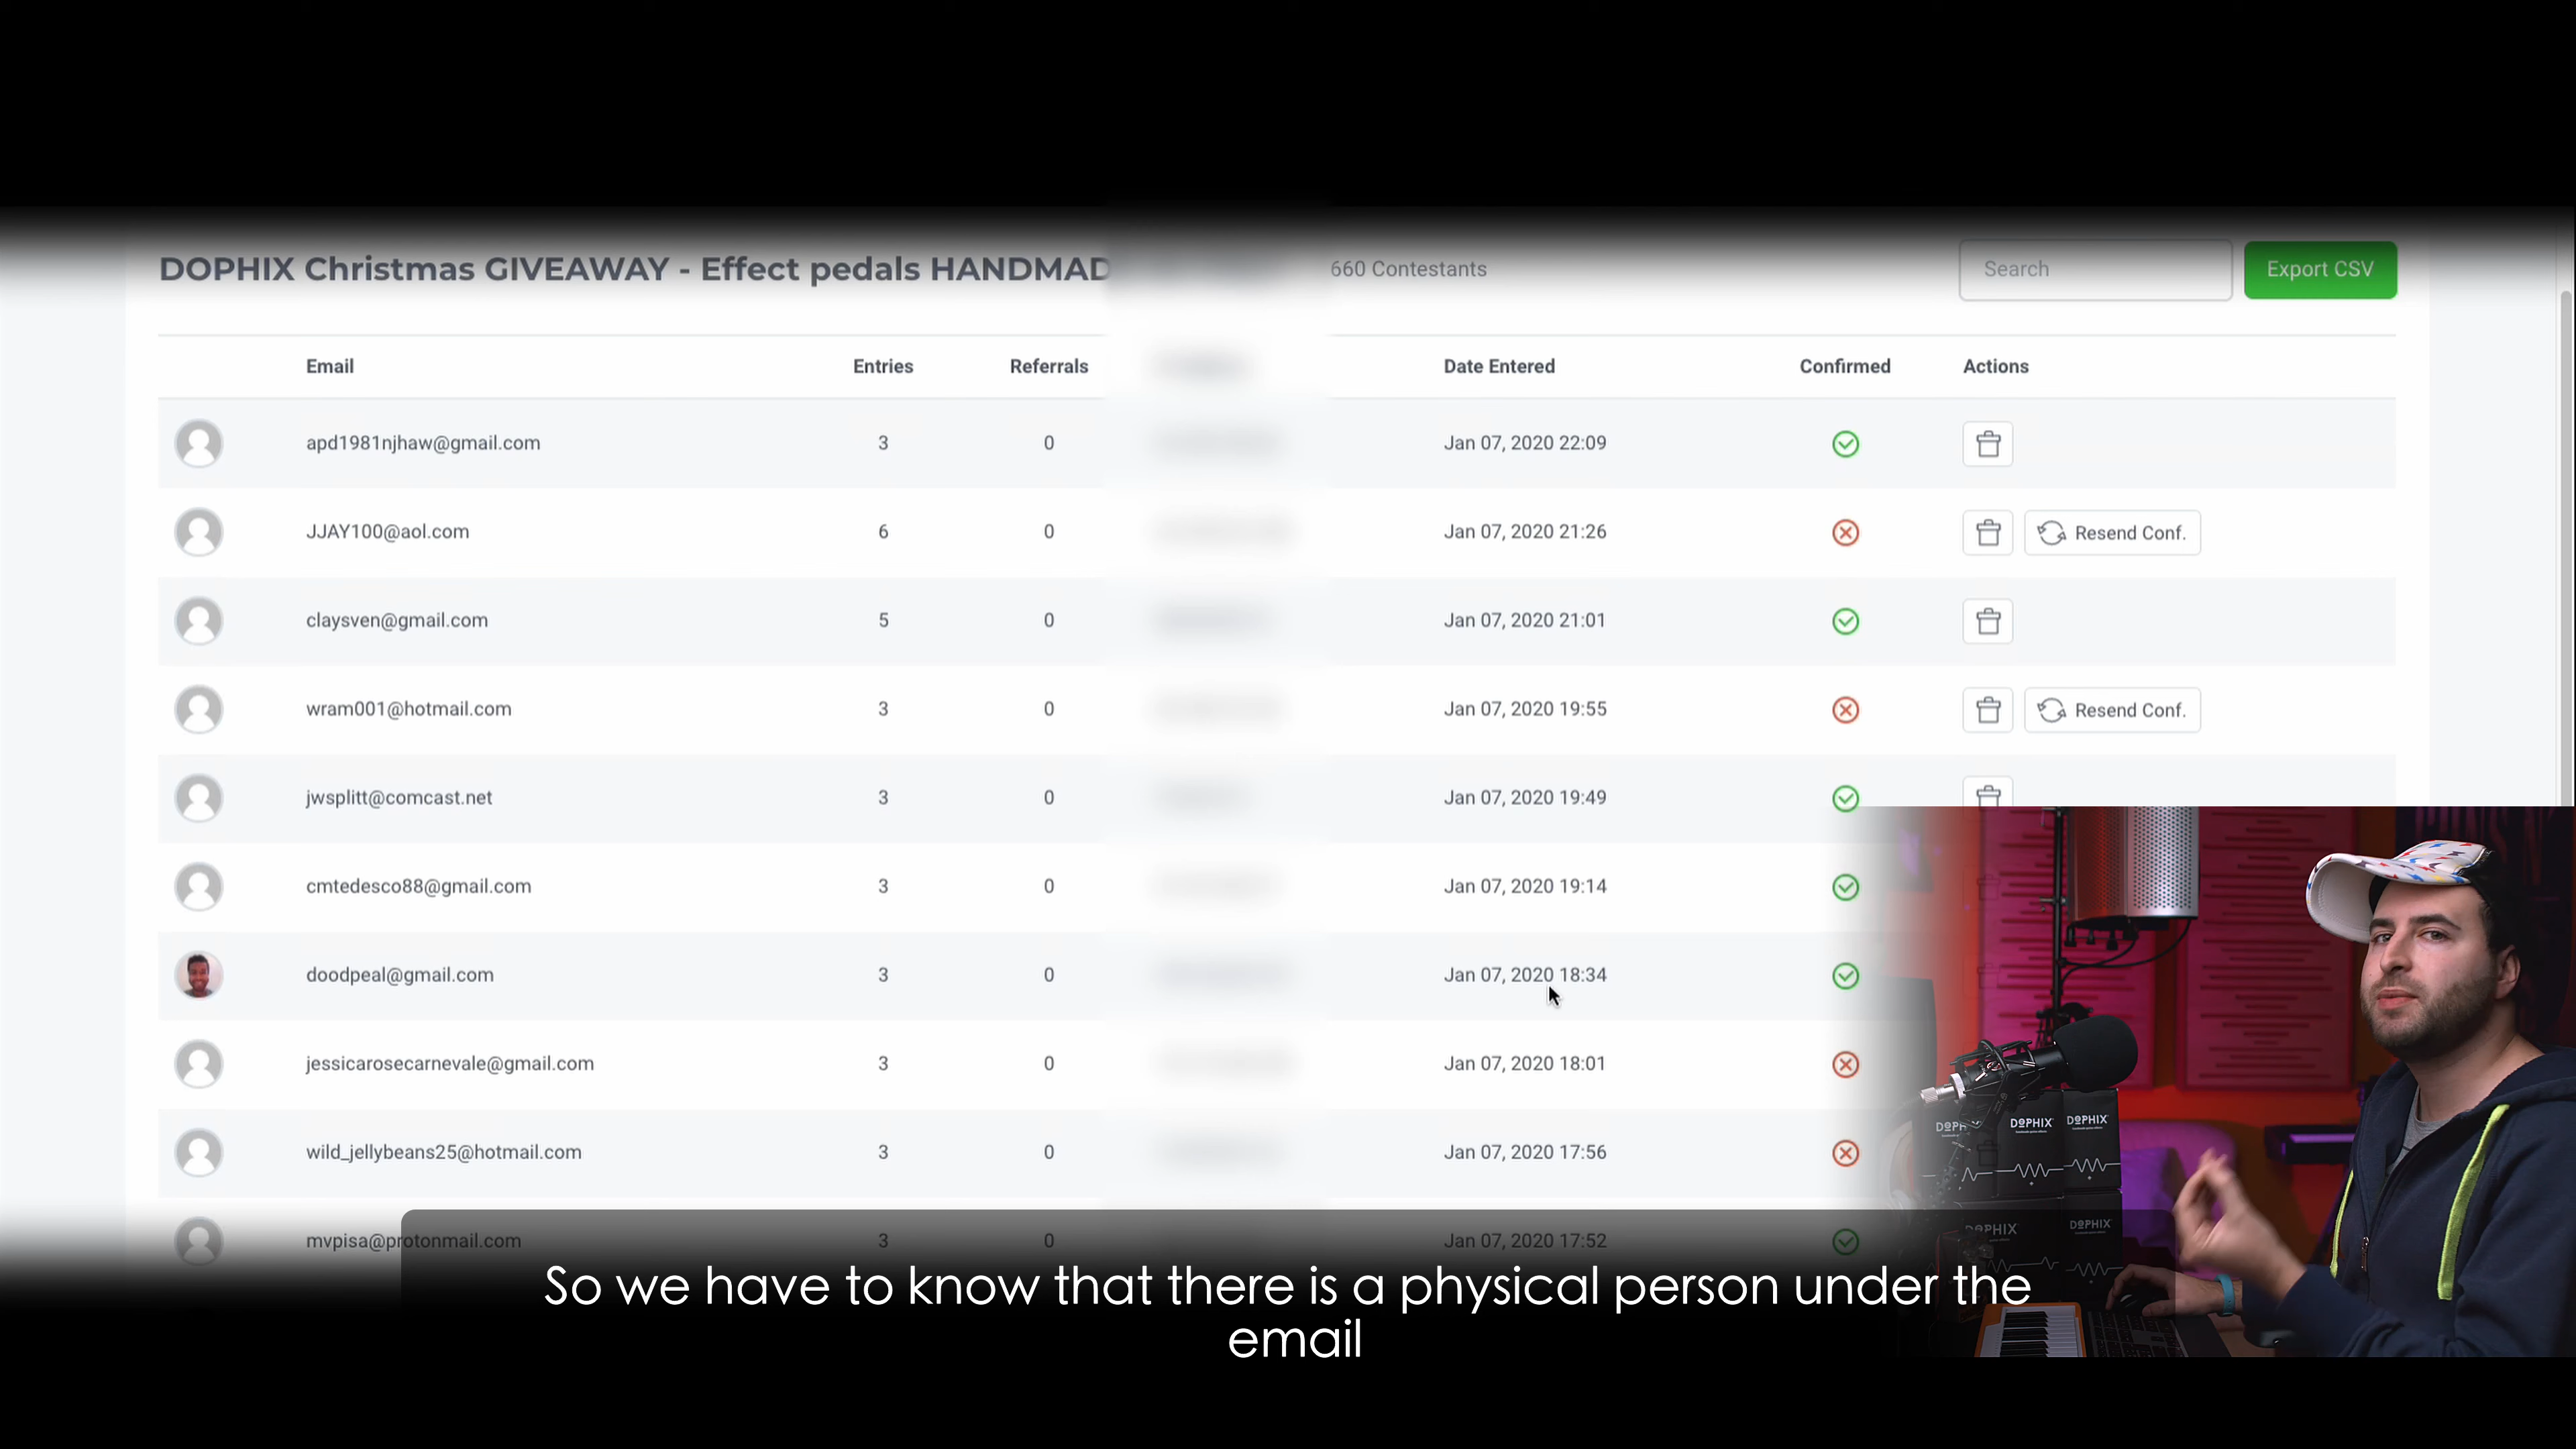 DOPHIX Christmas GIVEAWAY - Effect pedals HANDMAD 660 Contestants Search Export CSV
Email Entries Referrals Date Entered Confirmed Actions
apd1981njhaw@gmail.com 3 0 Jan 07, 2020 22:09
JJAY100@aol.com 6 0 Jan 07, 2020 21:26 Resend Conf.
claysven@gmail.com 5 0 Jan 07, 2020 21:01
wram001@hotmail.com 3 0 Jan 07, 2020 19:55 Resend Conf.
jwsplitt@comcast.net 3 0 Jan 07, 2020 19:49
cmtedesco88@gmail.com 3 0 Jan 07, 2020 19:14
doodpeal@gmail.com 3 0 Jan 07, 2020 18:34
jessicarosecarnevale@gmail.com 3 0 Jan 07, 2020 18:01
wild_jellybeans25@hotmail.com 3 0 Jan 07, 2020 17:56
mvpisa@protonmail.com 3 0 Jan 07, 2020 17:52
DOPHIX DOPHIX
DOPHIX DOPHIX
So we have to know that there is a physical person under the
email